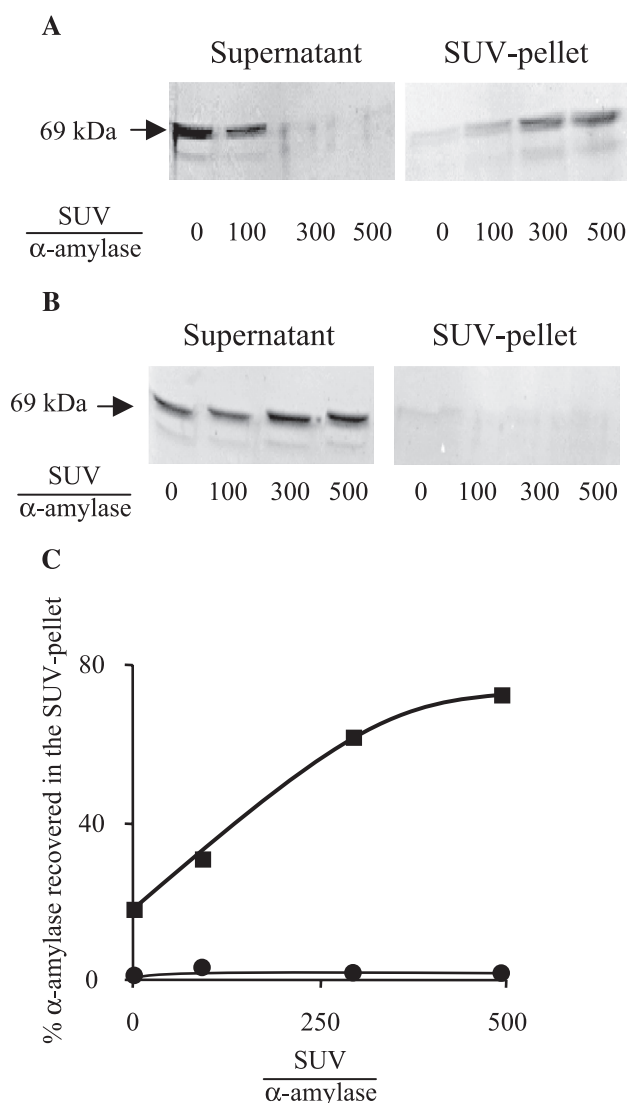 A
Supernatant SUV-pellet
69 kDa
SUV
α-amylase
0 100 300 500 0 100 300 500
B
Supernatant SUV-pellet
69 kDa
SUV
α-amylase
0 100 300 500 0 100 300 500
C
% α-amylase recovered in the SUV-pellet
80
40
0
0 250 500
SUV
α-amylase